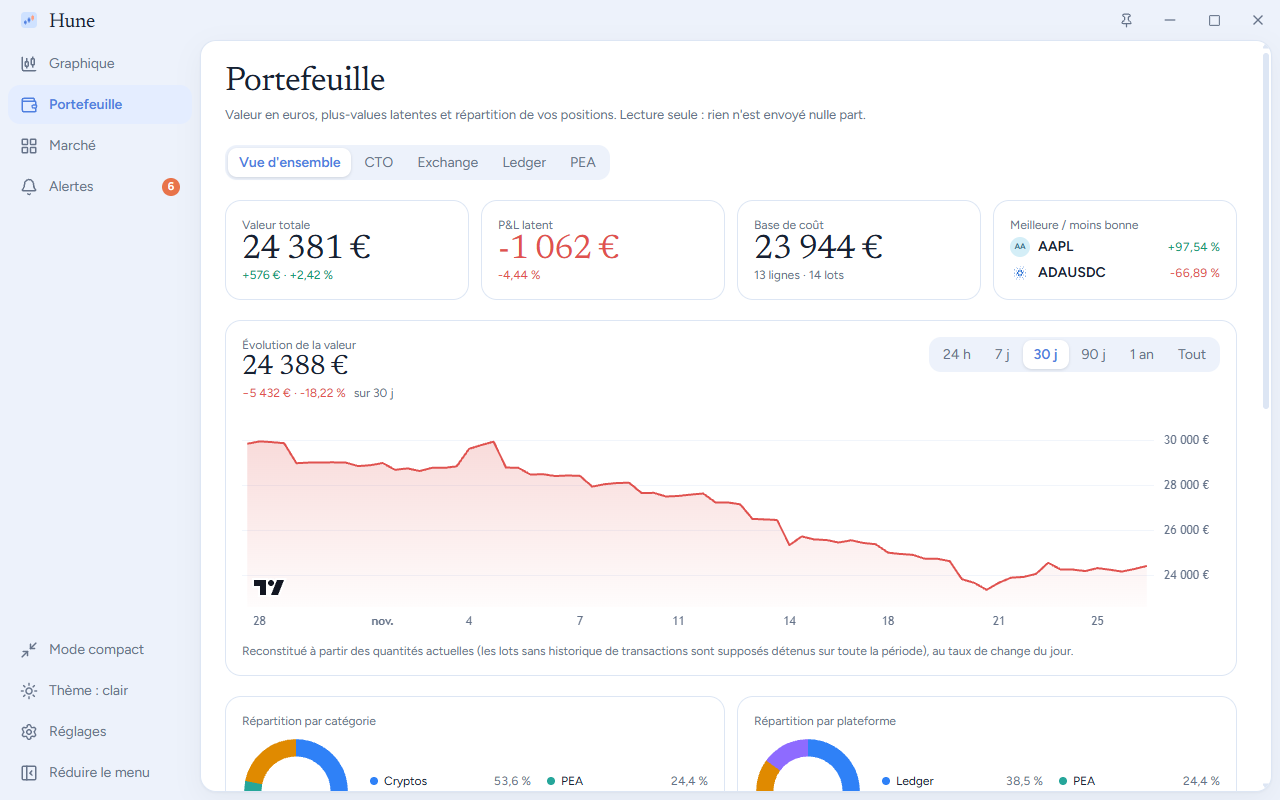 Hune
Graphique
Portefeuille
Marché
Alertes
6
Mode compact
Thème : clair
Réglages
Réduire le menu
Portefeuille
Valeur en euros, plus-values latentes et répartition de vos positions. Lecture seule : rien n'est envoyé nulle part.
Vue d'ensemble CTO Exchange Ledger PEA
Valeur totale
24 381 €
+576 € · +2,42 %
P&L latent
-1 062 €
-4,44 %
Base de coût
23 944 €
13 lignes · 14 lots
Meilleure / moins bonne
AA AAPL +97,54 %
ADAUSDC -66,89 %
Évolution de la valeur
24 388 €
−5 432 € · -18,22 % sur 30 j
24 h 7 j 30 j 90 j 1 an Tout
30 000 €
28 000 €
26 000 €
24 000 €
28 nov. 4 7 11 14 18 21 25
Reconstitué à partir des quantités actuelles (les lots sans historique de transactions sont supposés détenus sur toute la période), au taux de change du jour.
Répartition par catégorie
Cryptos 53,6 % PEA 24,4 %
Répartition par plateforme
Ledger 38,5 % PEA 24,4 %